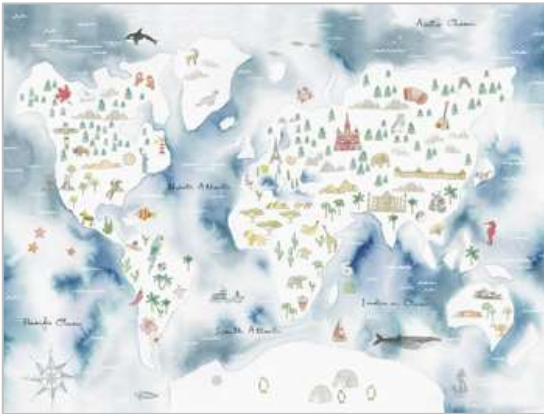 Arctic Ocean
North Atlantic
Pacific Ocean
South Atlantic
Indian Ocean